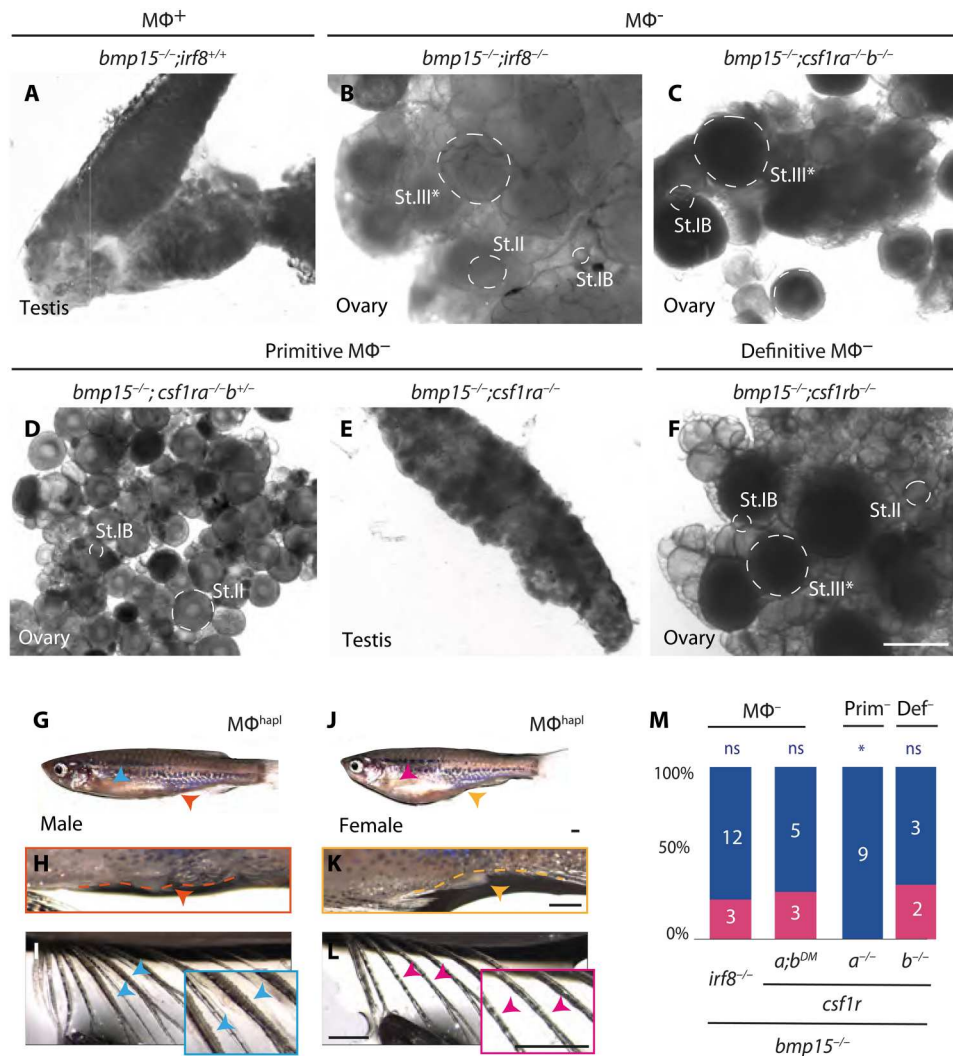 MΦ+ MΦ-
bmp15−/−;irf8+/+ bmp15−/−;irf8−/− bmp15−/−;csf1ra−/−b−/−
A B C
St.III* St.III*
St.IB
St.II
St.IB
Testis Ovary Ovary
Primitive MΦ− Definitive MΦ−
bmp15−/−; csf1ra−/−b+/− bmp15−/−;csf1ra−/− bmp15−/−;csf1rb−/−
D E F
St.IB St.IB St.II
St.II St.III*
Ovary Testis Ovary
G MΦhapl J MΦhapl M
MΦ− Prim− Def−
ns ns * ns
Male Female
H K
I L
100%
50%
0%
12 5 9 3
3 3 2
irf8−/− a;bDM a−/− b−/−
csf1r
bmp15−/−